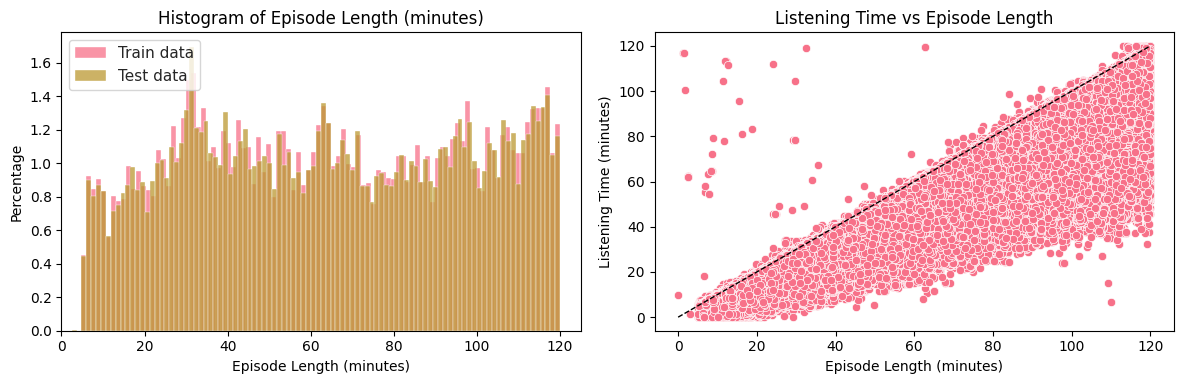 Histogram of Episode Length (minutes)
Train data
Test data
Percentage
1.6
1.4
1.2
1.0
0.8
0.6
0.4
0.2
0.0
0 20 40 60 80 100 120
Episode Length (minutes)
Listening Time vs Episode Length
Listening Time (minutes)
120
100
80
60
40
20
0
0 20 40 60 80 100 120
Episode Length (minutes)